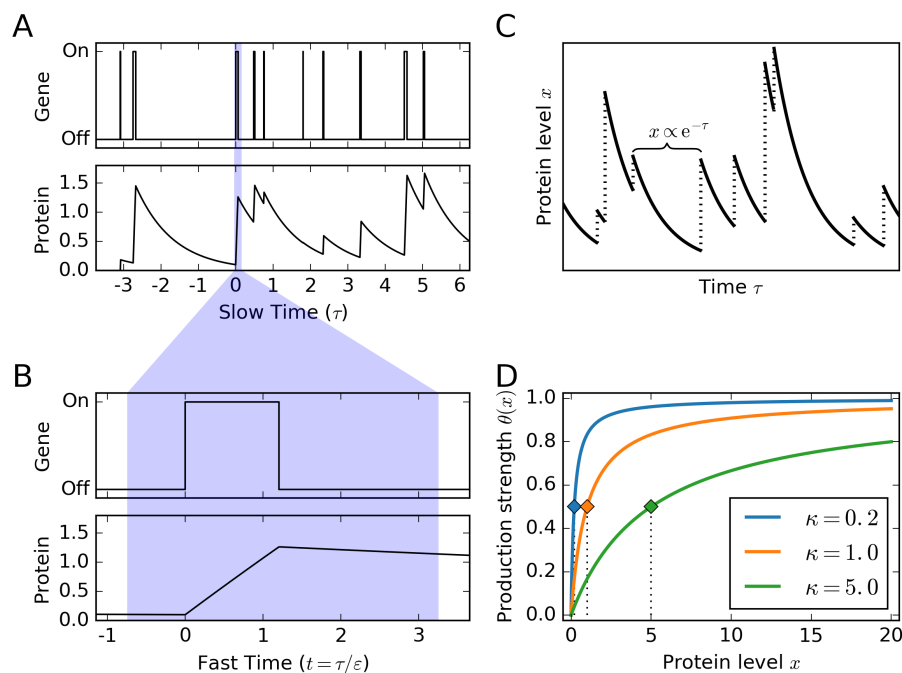 A
On
Gene
Off
1.5
1.0
0.5
0.0
Protein
-3 -2 -1 0 1 2 3 4 5 6
Slow Time (τ)
B
On
Gene
Off
1.5
1.0
0.5
0.0
Protein
-1 0 1 2 3
Fast Time (t = τ/ε)
C
Protein level x
x ∝ e^{-τ}
Time τ
D
Production strength θ(x)
1.0
0.8
0.6
0.4
0.2
0.0
κ = 0.2
κ = 1.0
κ = 5.0
0 5 10 15 20
Protein level x